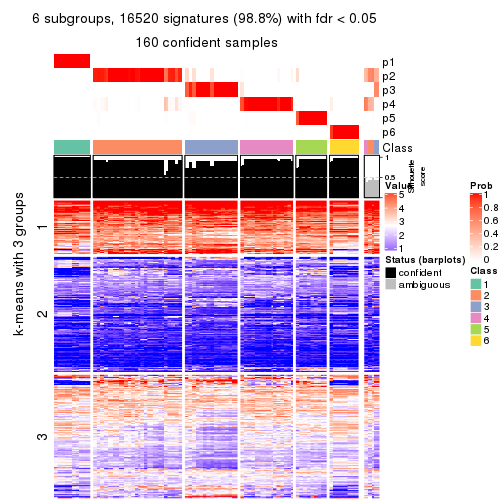 6 subgroups, 16520 signatures (98.8%) with fdr < 0.05
160 confident samples
p1
p2
p3
p4
p5
p6
Class
1
0.5
0
Silhouette
score
k-means with 3 groups
1
2
3
Value
5
4
3
2
1
Status (barplots)
confident
ambiguous
Prob
1
0.8
0.6
0.4
0.2
0
Class
1
2
3
4
5
6